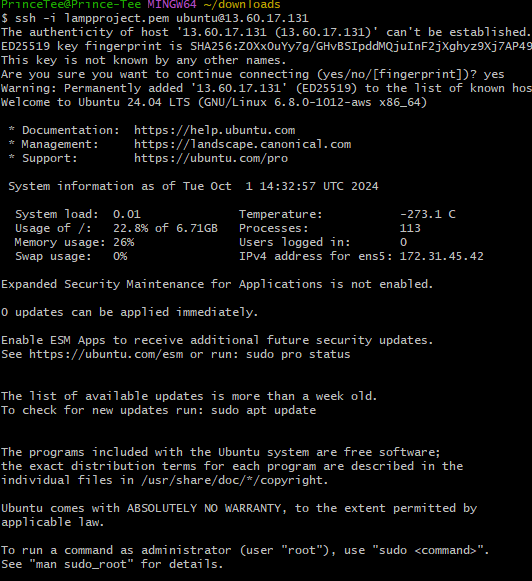 PrinceTee@Prince-Tee MINGW64 ~/downloads
$ ssh -i lampproject.pem ubuntu@13.60.17.131
The authenticity of host '13.60.17.131 (13.60.17.131)' can't be established.
ED25519 key fingerprint is SHA256:ZOXxOuYy7g/GHvBSIpddMQjuInF2jXghyz9Xj7AP49
This key is not known by any other names.
Are you sure you want to continue connecting (yes/no/[fingerprint])? yes
Warning: Permanently added '13.60.17.131' (ED25519) to the list of known hos
Welcome to Ubuntu 24.04 LTS (GNU/Linux 6.8.0-1012-aws x86_64)
* Documentation: https://help.ubuntu.com
* Management: https://landscape.canonical.com
* Support: https://ubuntu.com/pro
System information as of Tue Oct 1 14:32:57 UTC 2024
System load: 0.01 Temperature: -273.1 C
Usage of /: 22.8% of 6.71GB Processes: 113
Memory usage: 26% Users logged in: 0
Swap usage: 0% IPv4 address for ens5: 172.31.45.42
Expanded Security Maintenance for Applications is not enabled.
0 updates can be applied immediately.
Enable ESM Apps to receive additional future security updates.
See https://ubuntu.com/esm or run: sudo pro status
The list of available updates is more than a week old.
To check for new updates run: sudo apt update
The programs included with the Ubuntu system are free software;
the exact distribution terms for each program are described in the
individual files in /usr/share/doc/*/copyright.
Ubuntu comes with ABSOLUTELY NO WARRANTY, to the extent permitted by
applicable law.
To run a command as administrator (user "root"), use "sudo <command>".
See "man sudo_root" for details.